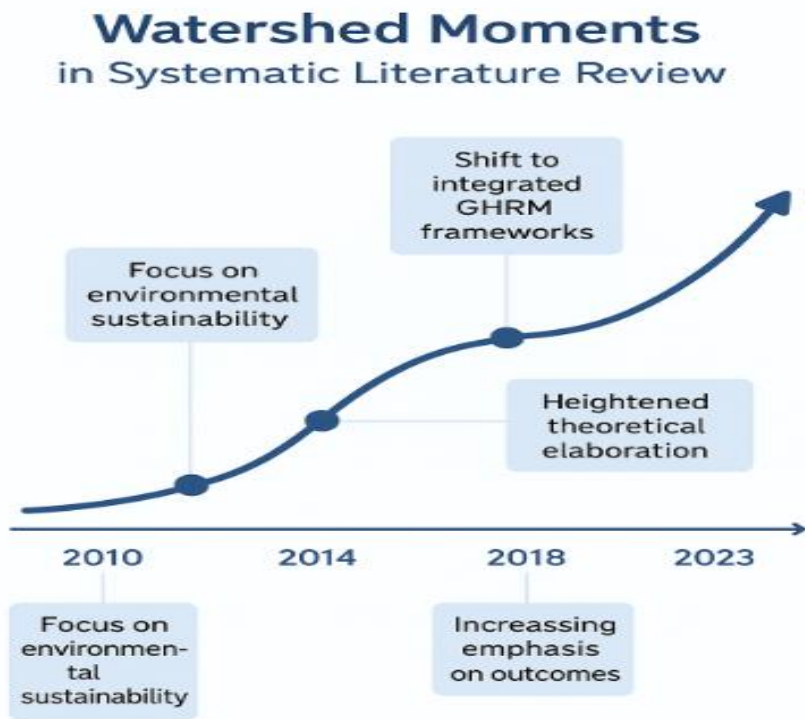 Watershed Moments
in Systematic Literature Review
Shift to
integrated
GHRM
frameworks
Focus on
environmental
sustainability
Heightened
theoretical
elaboration
2010 2014 2018 2023
Focus on
environmen-
tal
sustainability
Increassing
emphasis
on outcomes